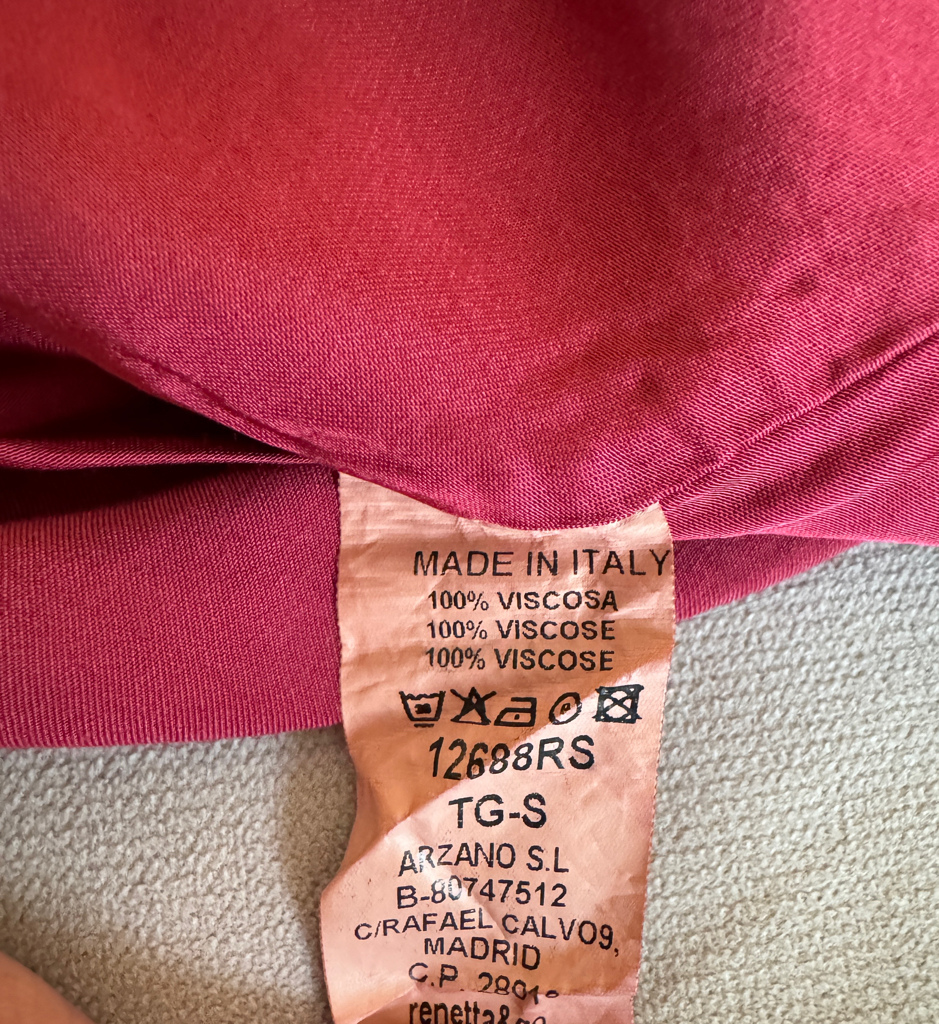 MADE IN ITALY
100% VISCOSA
100% VISCOSE
100% VISCOSE
12688RS
TG-S
ARZANO S.L
B-80747512
C/RAFAEL CALVO9,
MADRID
C.P.